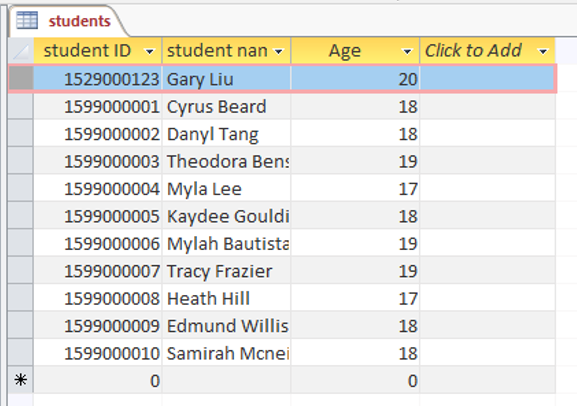 students
student ID student nan Age Click to Add
1529000123 Gary Liu 20
1599000001 Cyrus Beard 18
1599000002 Danyl Tang 18
1599000003 Theodora Bens 19
1599000004 Myla Lee 17
1599000005 Kaydee Gouldi 18
1599000006 Mylah Bautista 19
1599000007 Tracy Frazier 19
1599000008 Heath Hill 17
1599000009 Edmund Willis 18
1599000010 Samirah Mcnei 18
0 0